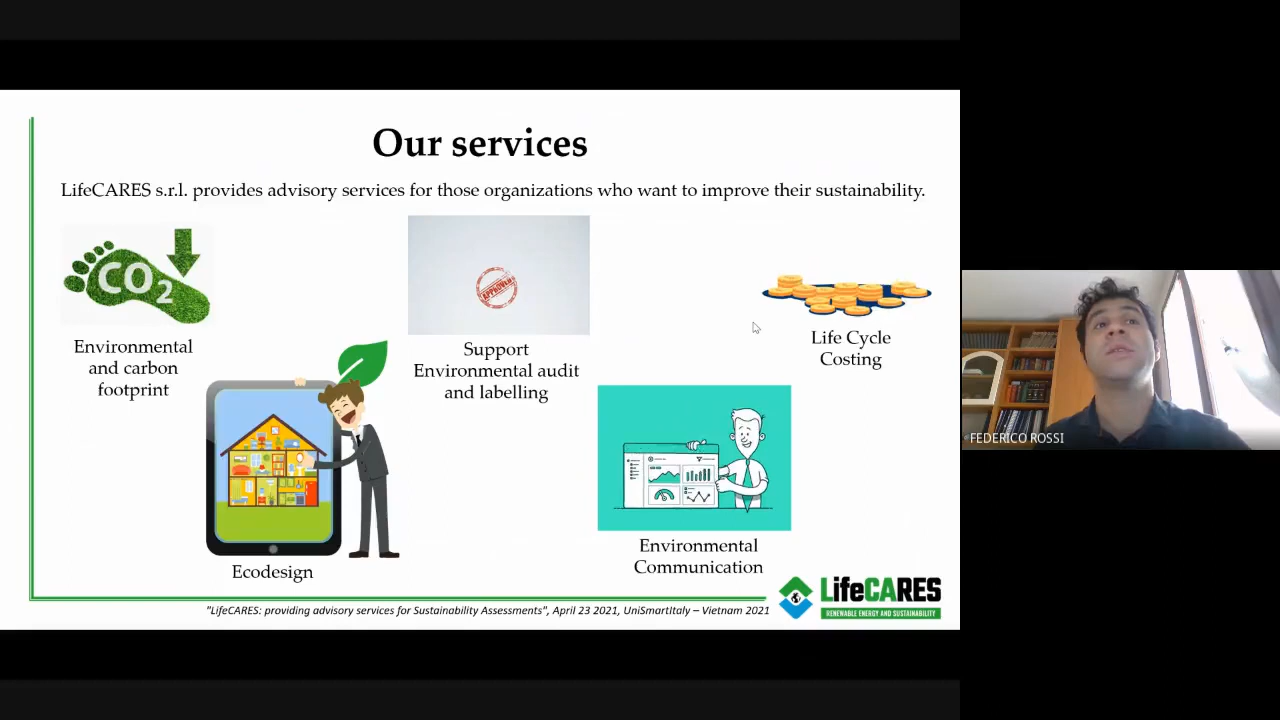 Our services
LifeCARES s.r.l. provides advisory services for those organizations who want to improve their sustainability.
CO2
Environmental
and carbon
footprint
APPROVED
Support
Environmental audit
and labelling
Life Cycle
Costing
Ecodesign
Environmental
Communication
FEDERICO ROSSI
LifeCARES
RENEWABLE ENERGY AND SUSTAINABILITY
"LifeCARES: providing advisory services for Sustainability Assessments", April 23 2021, UniSmartItaly – Vietnam 2021